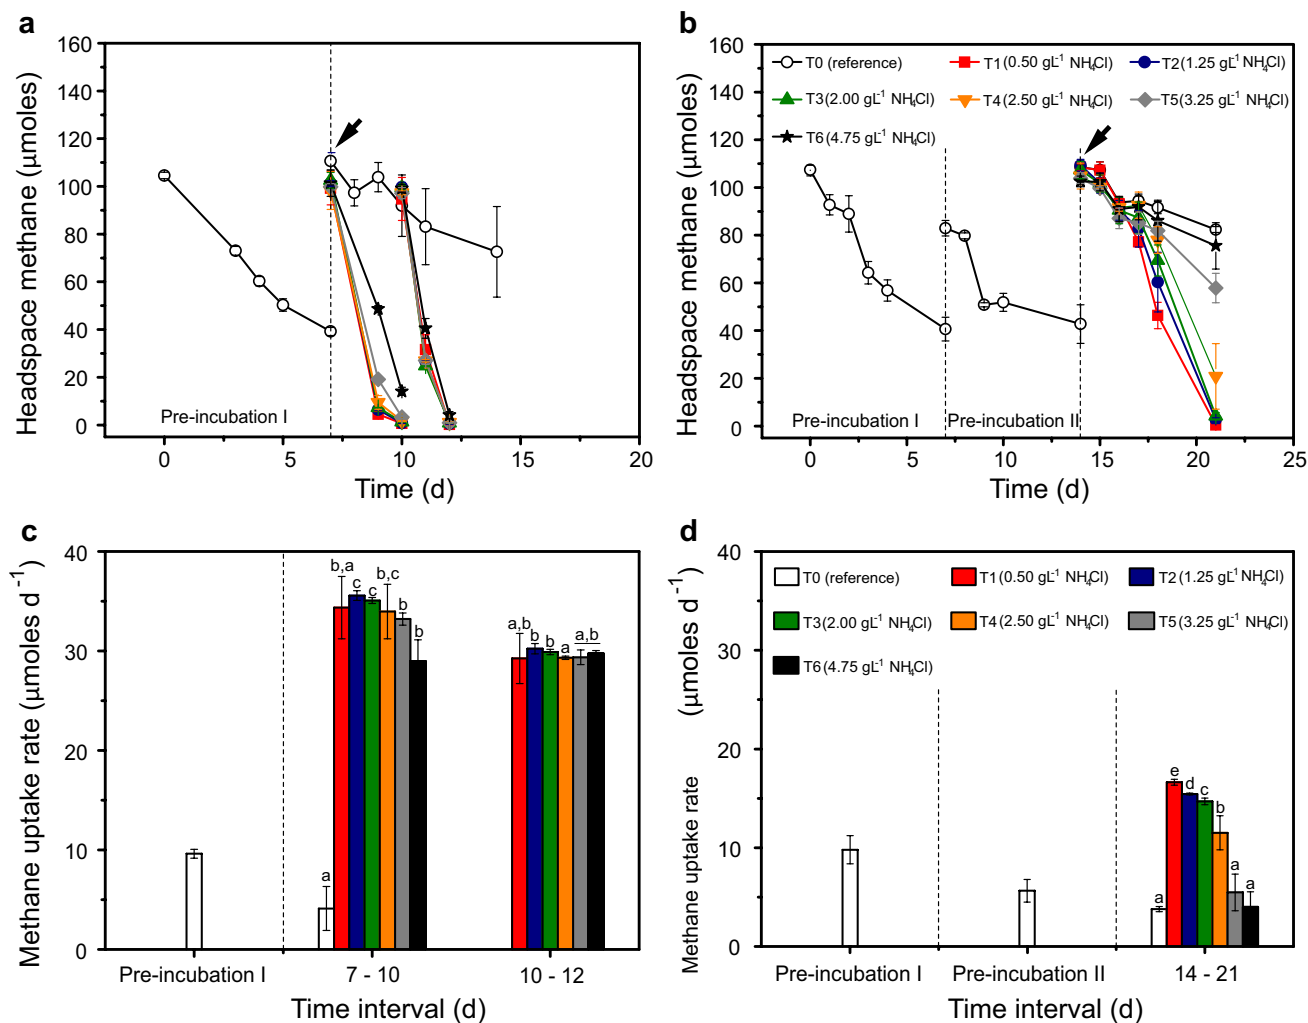 a
Headspace methane (μmoles)
160
140
120
100
80
60
40
20
0
Pre-incubation I
0
5
10
15
20
Time (d)
b
Headspace methane (μmoles)
160
140
120
100
80
60
40
20
0
T0 (reference)
T1(0.50 gL⁻¹ NH₄Cl)
T2(1.25 gL⁻¹ NH₄Cl)
T3(2.00 gL⁻¹ NH₄Cl)
T4(2.50 gL⁻¹ NH₄Cl)
T5(3.25 gL⁻¹ NH₄Cl)
T6(4.75 gL⁻¹ NH₄Cl)
Pre-incubation I
Pre-incubation II
0
5
10
15
20
25
Time (d)
c
Methane uptake rate (μmoles d⁻¹)
40
30
20
10
0
a
b,a
c
c
b,c
b
b
a,b
b
b
a
a,b
Pre-incubation I
7 - 10
10 - 12
Time interval (d)
d
Methane uptake rate (μmoles d⁻¹)
40
30
20
10
0
T0 (reference)
T1(0.50 gL⁻¹ NH₄Cl)
T2(1.25 gL⁻¹ NH₄Cl)
T3(2.00 gL⁻¹ NH₄Cl)
T4(2.50 gL⁻¹ NH₄Cl)
T5(3.25 gL⁻¹ NH₄Cl)
T6(4.75 gL⁻¹ NH₄Cl)
a
e
d
c
b
a
a
Pre-incubation I
Pre-incubation II
14 - 21
Time interval (d)